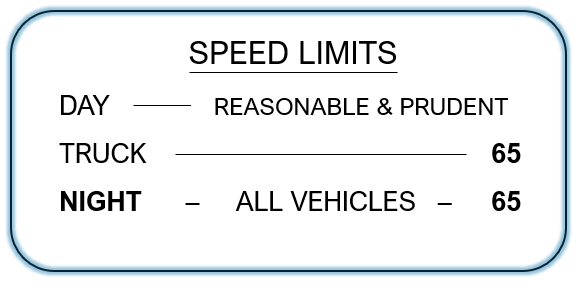 SPEED LIMITS
DAY —— REASONABLE & PRUDENT
TRUCK —————— 65
NIGHT – ALL VEHICLES – 65